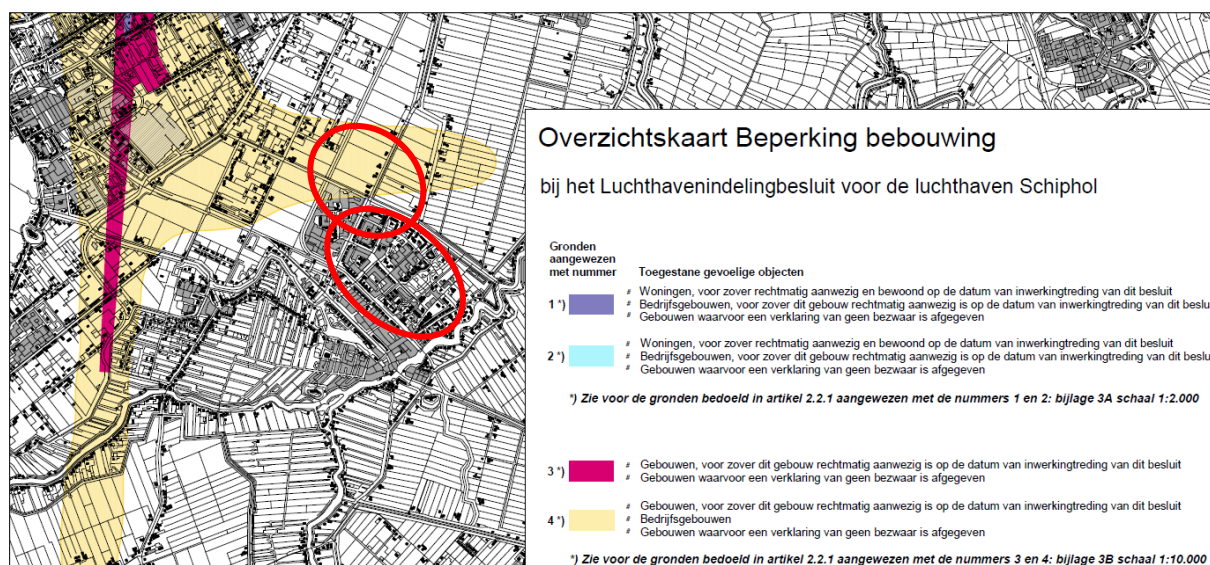 Overzichtskaart Beperking bebouwing
bij het Luchthavenindelingbesluit voor de luchthaven Schiphol
Gronden
aangewezen
met nummer
Toegestane gevoelige objecten
1 *)
# Woningen, voor zover rechtmatig aanwezig en bewoond op de datum van inwerkingtreding van dit besluit
# Bedrijfsgebouwen, voor zover dit gebouw rechtmatig aanwezig is op de datum van inwerkingtreding van dit beslu
# Gebouwen waarvoor een verklaring van geen bezwaar is afgegeven
2 *)
# Woningen, voor zover rechtmatig aanwezig en bewoond op de datum van inwerkingtreding van dit besluit
# Bedrijfsgebouwen, voor zover dit gebouw rechtmatig aanwezig is op de datum van inwerkingtreding van dit beslu
# Gebouwen waarvoor een verklaring van geen bezwaar is afgegeven
*) Zie voor de gronden bedoeld in artikel 2.2.1 aangewezen met de nummers 1 en 2: bijlage 3A schaal 1:2.000
3 *)
# Gebouwen, voor zover dit gebouw rechtmatig aanwezig is op de datum van inwerkingtreding van dit besluit
# Gebouwen waarvoor een verklaring van geen bezwaar is afgegeven
4 *)
# Gebouwen, voor zover dit gebouw rechtmatig aanwezig is op de datum van inwerkingtreding van dit besluit
# Bedrijfsgebouwen
# Gebouwen waarvoor een verklaring van geen bezwaar is afgegeven
*) Zie voor de gronden bedoeld in artikel 2.2.1 aangewezen met de nummers 3 en 4: bijlage 3B schaal 1:10.000